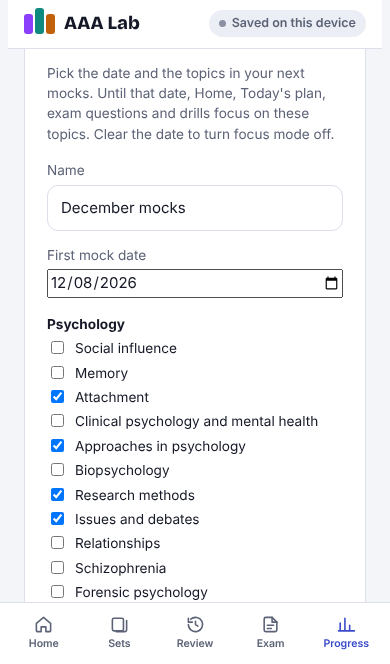 AAA Lab
Saved on this device
Pick the date and the topics in your next
mocks. Until that date, Home, Today's plan,
exam questions and drills focus on these
topics. Clear the date to turn focus mode off.
Name
December mocks
First mock date
12/08/2026
Psychology
Social influence
Memory
Attachment
Clinical psychology and mental health
Approaches in psychology
Biopsychology
Research methods
Issues and debates
Relationships
Schizophrenia
Forensic psychology
Home
Sets
Review
Exam
Progress